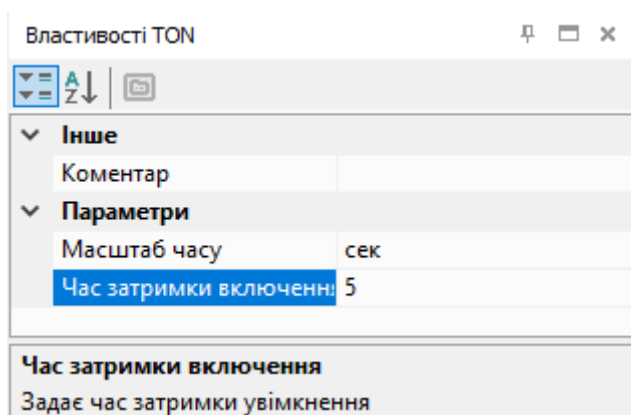 Властивості TON
Інше
Коментар
Параметри
Масштаб часу сек
Час затримки включення 5
Час затримки включення
Задає час затримки увімкнення